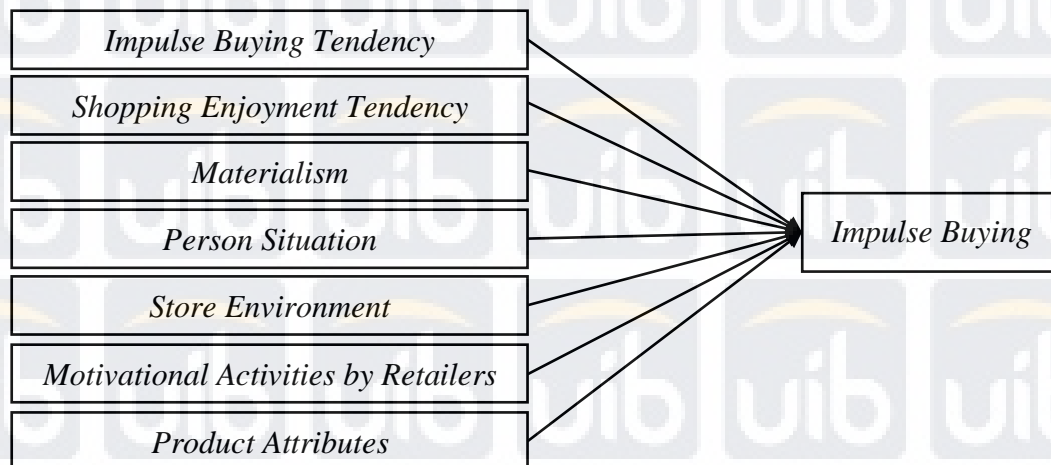 Impulse Buying Tendency
Shopping Enjoyment Tendency
Materialism
Person Situation
Store Environment
Motivational Activities by Retailers
Product Attributes
Impulse Buying
uib